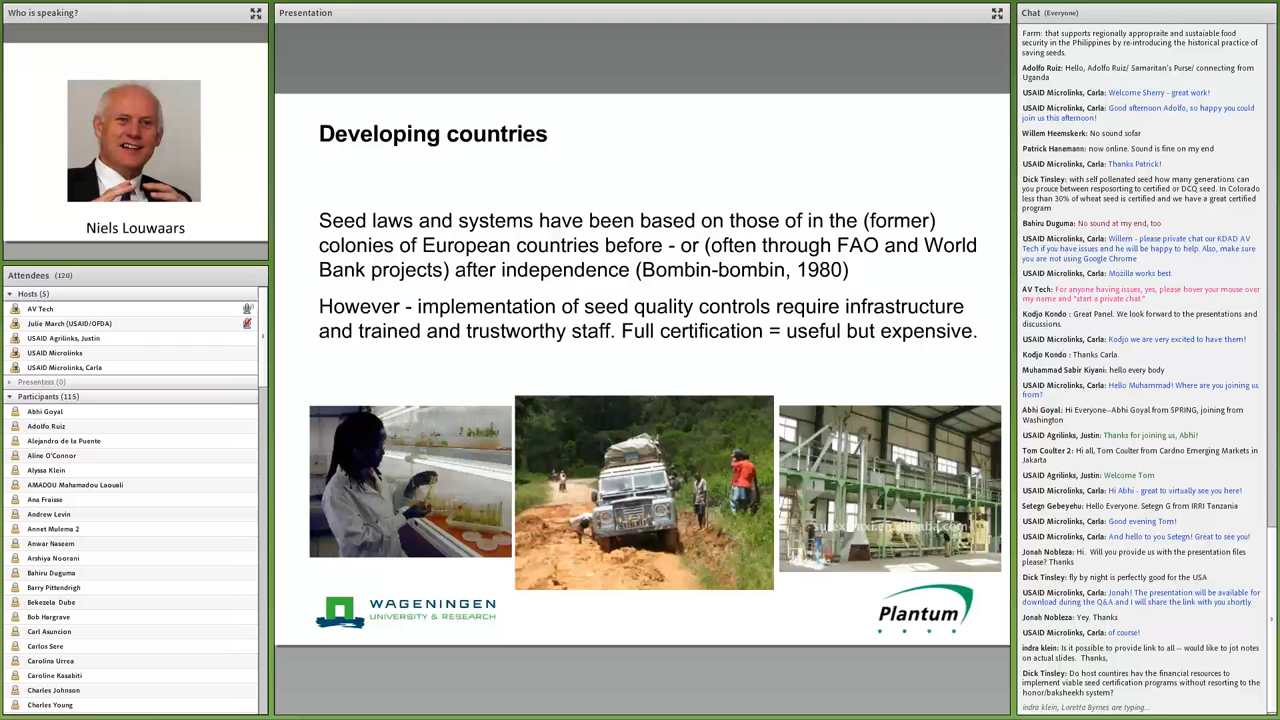 Who is speaking?
Niels Louwaars
Attendees (120)
Hosts (5)
AV Tech
Julie March (USAID/OFDA)
USAID Agrilinks, Justin
USAID Microlinks
USAID Microlinks, Carla
Presenters (0)
Participants (115)
Abhi Goyal
Adolfo Ruiz
Alejandro de la Puente
Aline O'Connor
Alyssa Klein
AMADOU Mahamadou Laouali
Ana Fraisse
Andrew Levin
Annet Mulema 2
Anwar Naseem
Arshiya Noorani
Bahiru Duguma
Barry Pittendrigh
Bekezela Dube
Bob Hargrave
Carl Asuncion
Carlos Sere
Carolina Urrea
Caroline Kasabiti
Charles Johnson
Charles Young
Presentation
Developing countries
Seed laws and systems have been based on those of in the (former)
colonies of European countries before - or (often through FAO and World
Bank projects) after independence (Bombin-bombin, 1980)
However - implementation of seed quality controls require infrastructure
and trained and trustworthy staff. Full certification = useful but expensive.
WAGENINGEN
UNIVERSITY & RESEARCH
Plantum
Chat (Everyone)
Farm: that supports regionally appropraite and sustaiable food
security in the Philippines by re-introducing the historical practice of
saving seeds.
Adolfo Ruiz: Hello, Adolfo Ruiz/ Samaritan's Purse/ connecting from
Uganda
USAID Microlinks, Carla: Welcome Sherry - great work!
USAID Microlinks, Carla: Good afternoon Adolfo, so happy you could
join us this afternoon!
Willem Heemskerk: No sound sofar
Patrick Hanemann: now online. Sound is fine on my end
USAID Microlinks, Carla: Thanks Patrick!
Dick Tinsley: with self pollenated seed how many generations can
you prouce between resposorting to certified or DCQ seed. In Colorado
less than 30% of wheat seed is certified and we have a great certified
program
Bahiru Duguma: No sound at my end, too
USAID Microlinks, Carla: Willem - please private chat our KDAD AV
Tech if you have issues and he will be happy to help. Also, make sure
you are not using Google Chrome
USAID Microlinks, Carla: Mozilla works best.
AV Tech: For anyone having issues, yes, please hover your mouse over
my name and "start a private chat."
Kodjo Kondo : Great Panel. We look forward to the presentations and
discussions.
USAID Microlinks, Carla: Kodjo we are very excited to have them!
Kodjo Kondo : Thanks Carla.
Muhammad Sabir Kiyani: hello every body
USAID Microlinks, Carla: Hello Muhammad! Where are you joining us
from?
Abhi Goyal: Hi Everyone--Abhi Goyal from SPRING, joining from
Washington
USAID Agrilinks, Justin: Thanks for joining us, Abhi!
Tom Coulter 2: Hi all, Tom Coulter from Cardno Emerging Markets in
Jakarta
USAID Agrilinks, Justin: Welcome Tom
USAID Microlinks, Carla: Hi Abhi - great to virtually see you here!
Setegn Gebeyehu: Hello Everyone. Setegn G from IRRI Tanzania
USAID Microlinks, Carla: Good evening Tom!
USAID Microlinks, Carla: And hello to you Setegn! Great to see you!
Jonah Nobleza: Hi. Will you provide us with the presentation files
please? Thanks
Dick Tinsley: fly by night is perfectly good for the USA
USAID Microlinks, Carla: Jonah! The presentation will be available for
download during the Q&A and I will share the link with you shortly
Jonah Nobleza: Yey. Thanks
USAID Microlinks, Carla: of course!
indra klein: Is it possible to provide link to all -- would like to jot notes
on actual slides. Thanks,
Dick Tinsley: Do host countires hav the financial resources to
implement viable seed certification programs without resorting to the
honor/baksheekh system?
indra klein, Loretta Byrnes are typing...